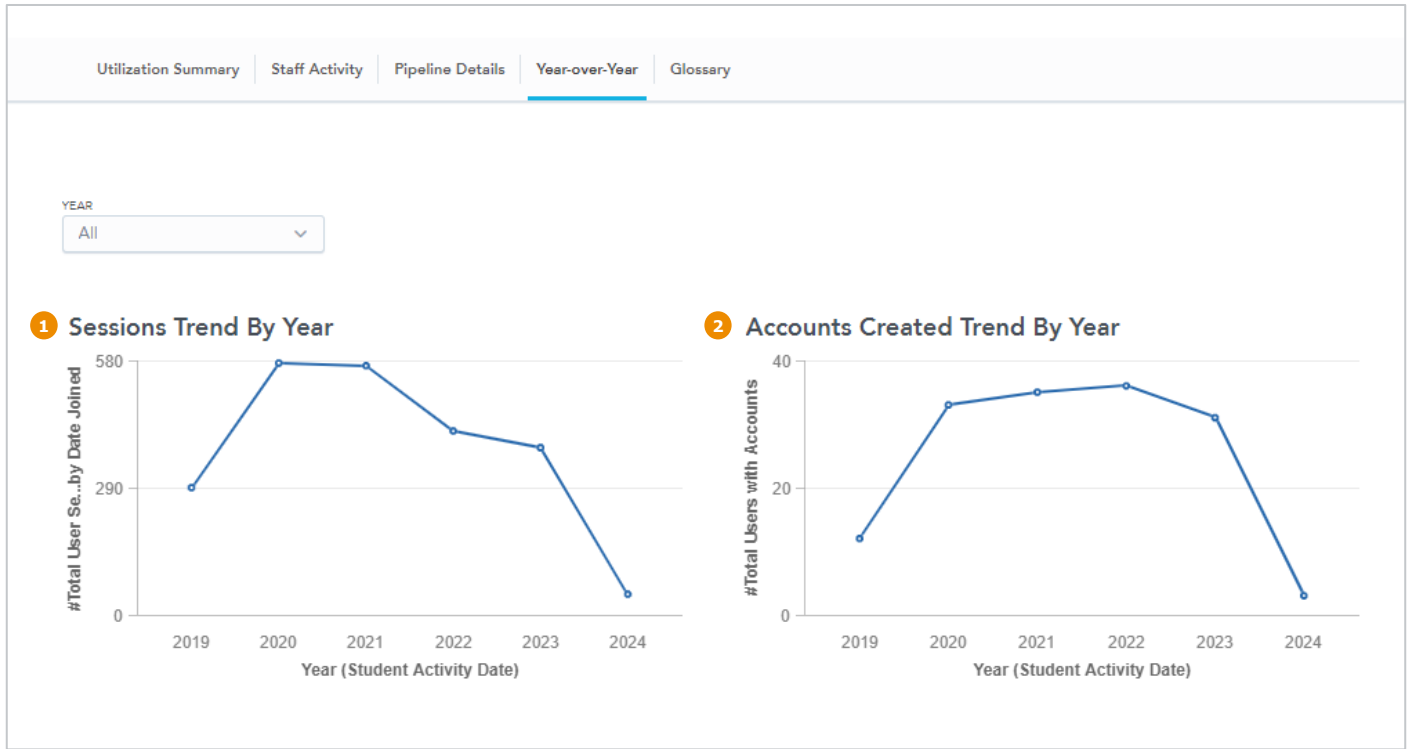 Utilization Summary Staff Activity Pipeline Details Year-over-Year Glossary
YEAR
All
1 Sessions Trend By Year
#Total User Se...by Date Joined
580
290
0
2019 2020 2021 2022 2023 2024
Year (Student Activity Date)
2 Accounts Created Trend By Year
#Total Users with Accounts
40
20
0
2019 2020 2021 2022 2023 2024
Year (Student Activity Date)